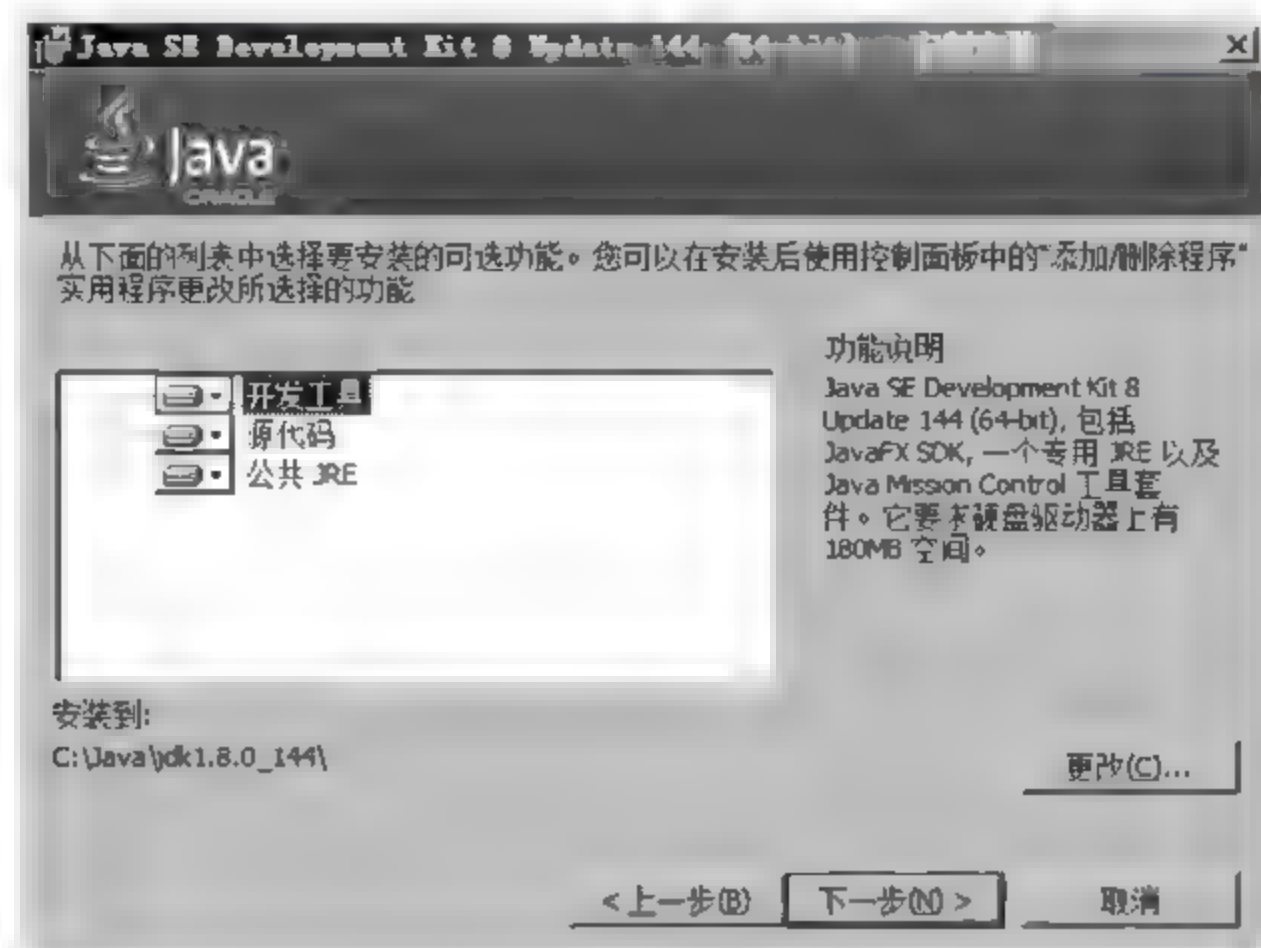 Java SE Development Kit 8 Update 144 (64-bit)
Java
ORACLE
从下面的列表中选择要安装的可选功能。您可以在安装后使用控制面板中的"添加/删除程序"
实用程序更改所选择的功能
开发工具
源代码
公共 JRE
功能说明
Java SE Development Kit 8
Update 144 (64-bit), 包括
JavaFX SDK, 一个专用 JRE 以及
Java Mission Control 工具套
件。它要求硬盘驱动器上有
180MB 空间。
安装到:
C:\Java\jdk1.8.0_144\
更改(C)...
<上一步(B)
下一步(N) >
取消